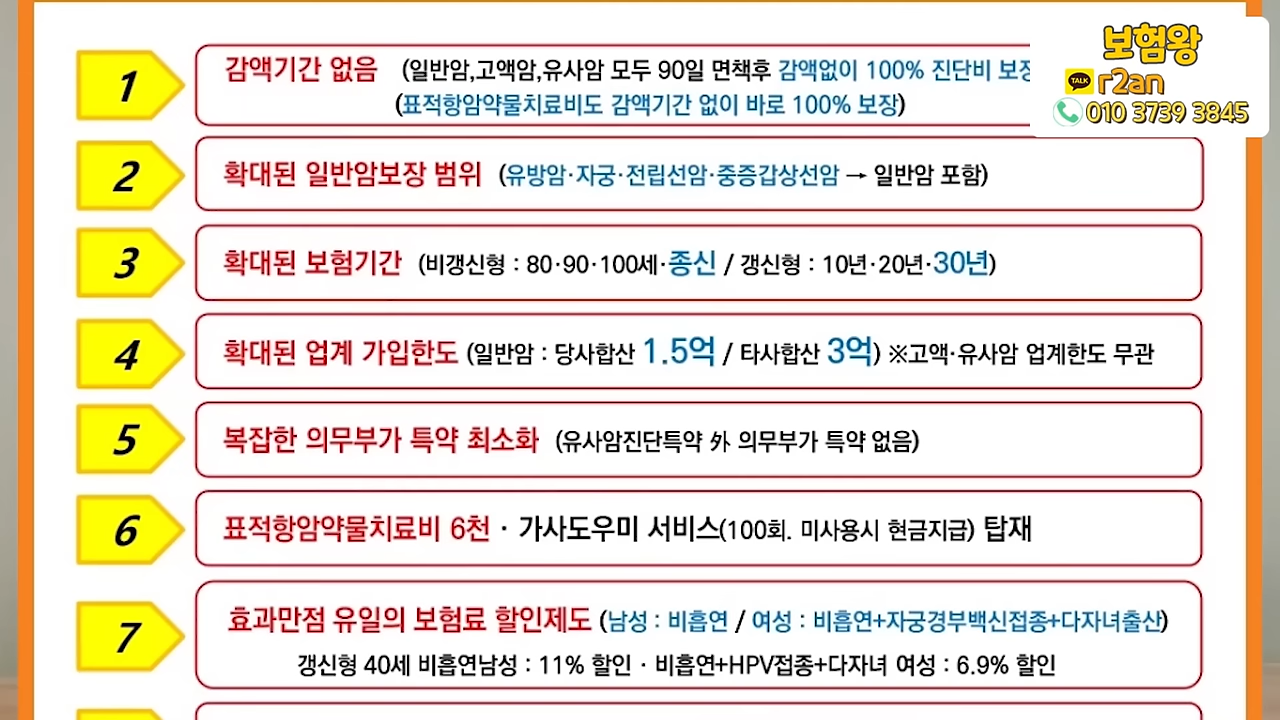 보험왕
TALK r2an
010 3739 3845
1 감액기간 없음 (일반암,고액암,유사암 모두 90일 면책후 감액없이 100% 진단비 보장
(표적항암약물치료비도 감액기간 없이 바로 100% 보장)
2 확대된 일반암보장 범위 (유방암·자궁·전립선암·중증갑상선암 → 일반암 포함)
3 확대된 보험기간 (비갱신형 : 80·90·100세·종신 / 갱신형 : 10년·20년·30년)
4 확대된 업계 가입한도 (일반암 : 당사합산 1.5억 / 타사합산 3억) ※고액·유사암 업계한도 무관
5 복잡한 의무부가 특약 최소화 (유사암진단특약 外 의무부가 특약 없음)
6 표적항암약물치료비 6천 · 가사도우미 서비스(100회. 미사용시 현금지급) 탑재
7 효과만점 유일의 보험료 할인제도 (남성 : 비흡연 / 여성 : 비흡연+자궁경부백신접종+다자녀출산)
갱신형 40세 비흡연남성 : 11% 할인 · 비흡연+HPV접종+다자녀 여성 : 6.9% 할인